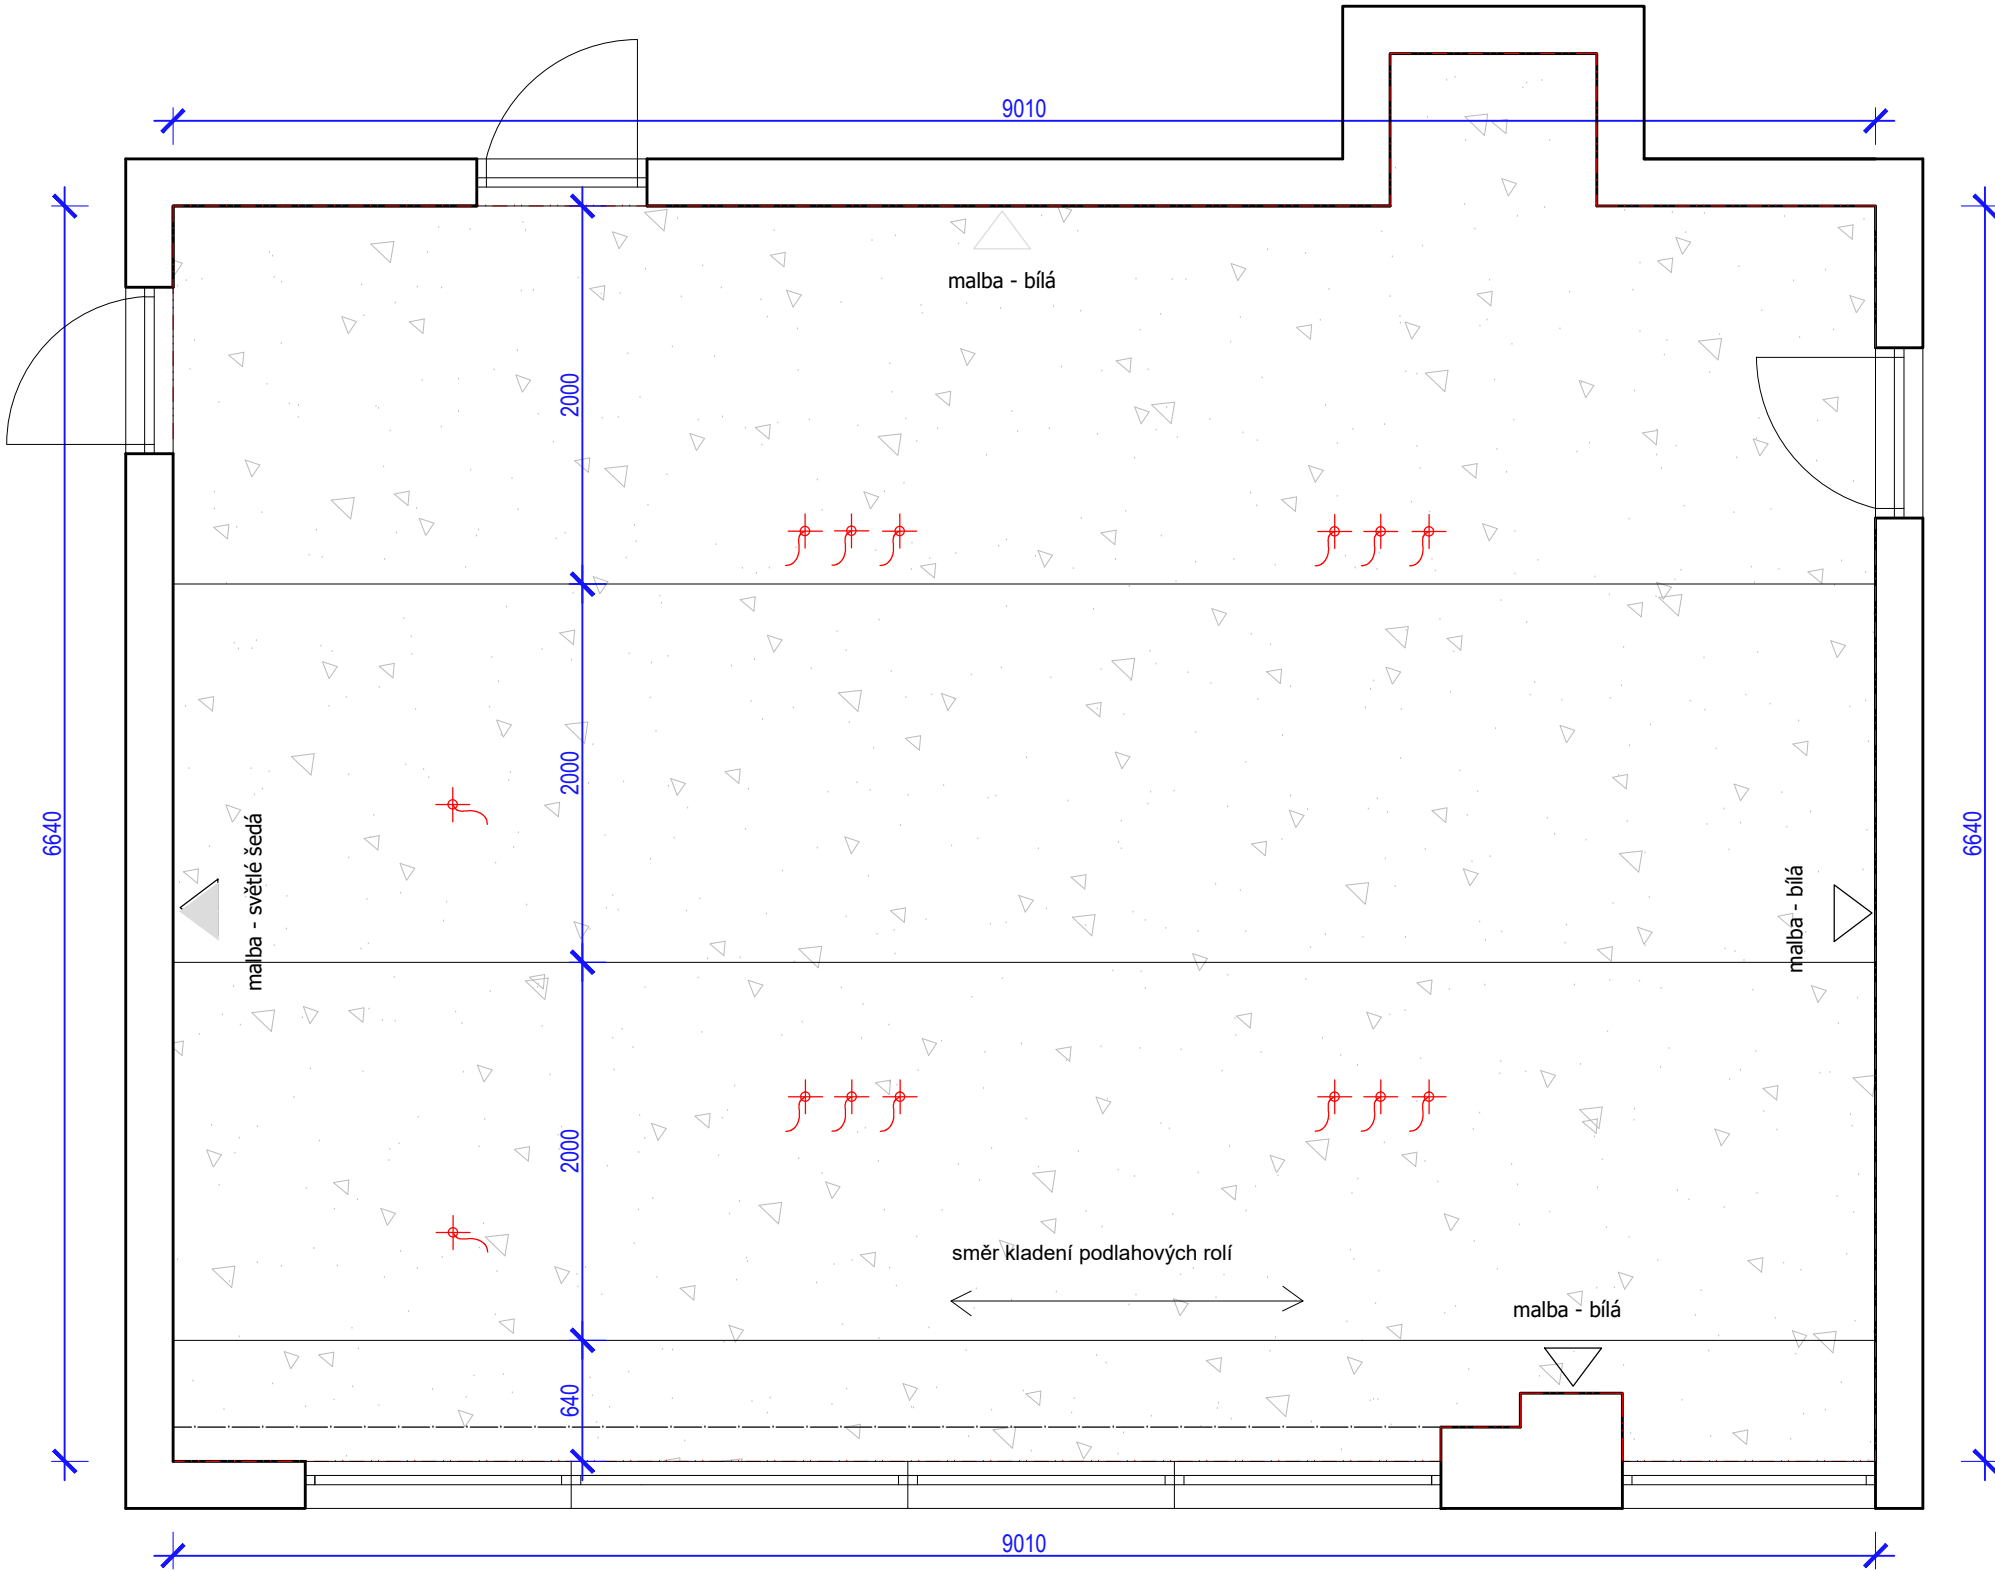 9010
malba - bílá
2000
2000
6640
malba - světlé šedá
malba - bílá
6640
2000
směr kladení podlahových rolí
malba - bílá
640
9010